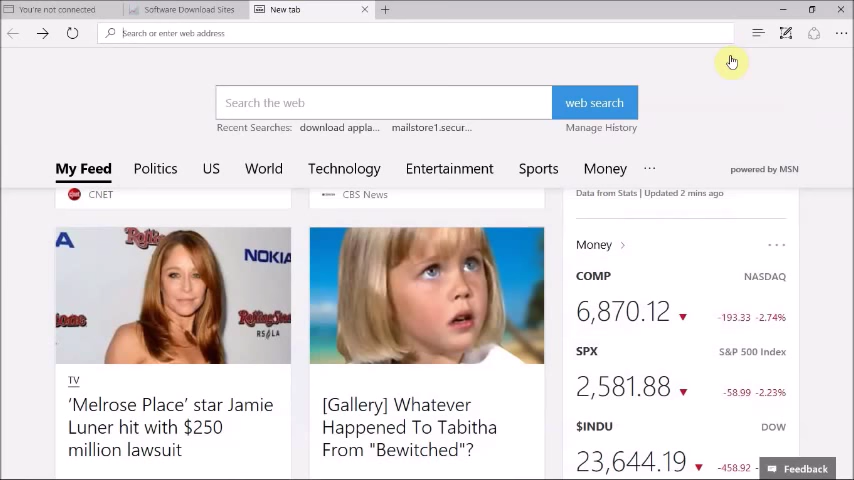 You're not connected
Software Download Sites
New tab
Search or enter web address
Search the web
web search
Recent Searches: download appla... mailstore1.secur... Manage History
My Feed Politics US World Technology Entertainment Sports Money ... powered by MSN
CNET
CBS News
Data from Stats | Updated 2 mins ago
NOKIA
Rolling Stone
RS LA
TV
'Melrose Place' star Jamie
Luner hit with $250
million lawsuit
[Gallery] Whatever
Happened To Tabitha
From "Bewitched"?
Money
COMP NASDAQ
6,870.12 -193.33 -2.74%
SPX S&P 500 Index
2,581.88 -58.99 -2.23%
$INDU DOW
23,644.19 -458.92
Feedback